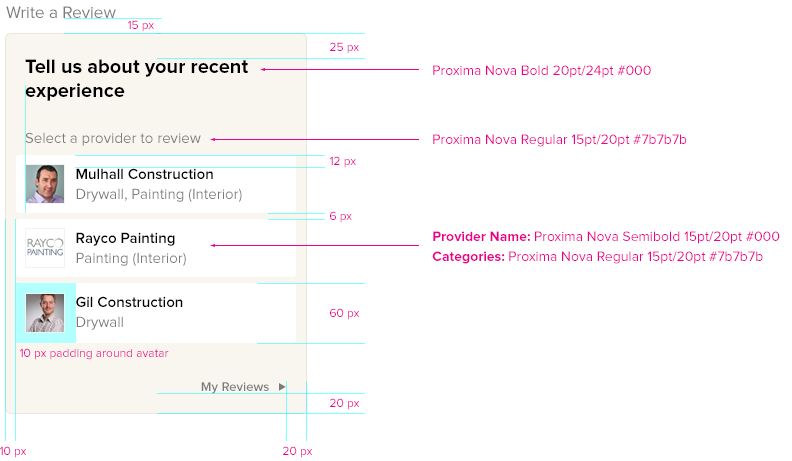 Write a Review
15 px
25 px
Tell us about your recent
experience
Proxima Nova Bold 20pt/24pt #000
Select a provider to review
Proxima Nova Regular 15pt/20pt #7b7b7b
12 px
Mulhall Construction
Drywall, Painting (Interior)
6 px
RAYCO
PAINTING
Rayco Painting
Painting (Interior)
Provider Name: Proxima Nova Semibold 15pt/20pt #000
Categories: Proxima Nova Regular 15pt/20pt #7b7b7b
Gil Construction
Drywall
60 px
10 px padding around avatar
My Reviews
20 px
10 px
20 px